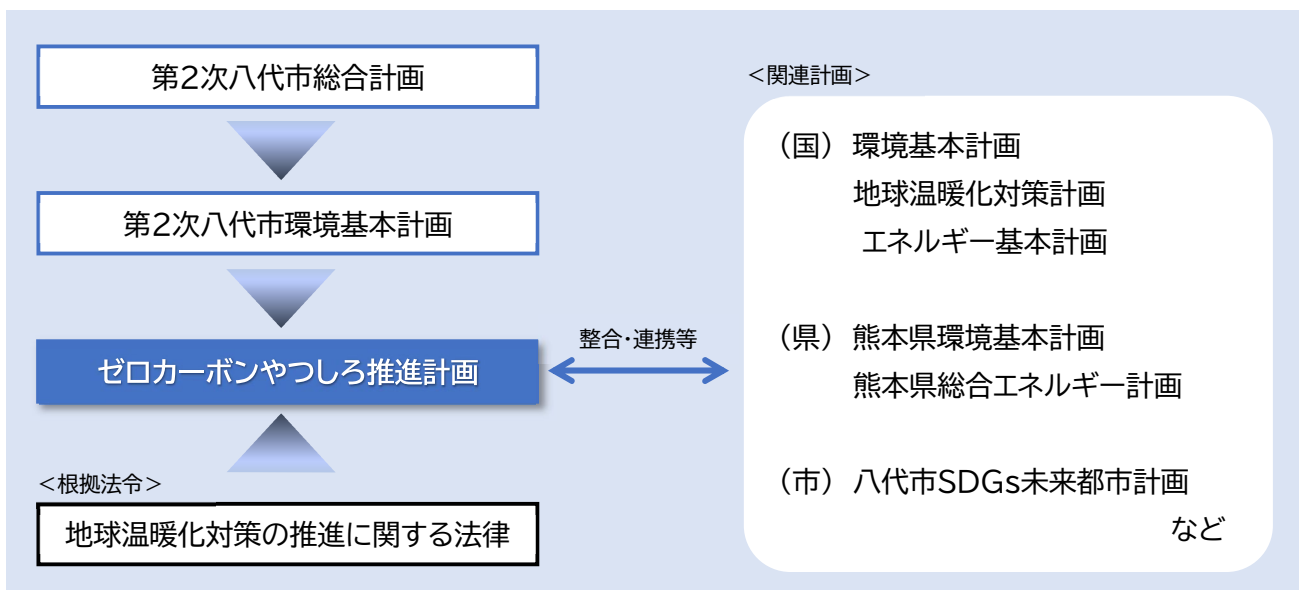 第2次八代市総合計画
第2次八代市環境基本計画
ゼロカーボンやつしろ推進計画
<根拠法令>
地球温暖化対策の推進に関する法律
整合・連携等
<関連計画>
(国) 環境基本計画
地球温暖化対策計画
エネルギー基本計画
(県) 熊本県環境基本計画
熊本県総合エネルギー計画
(市) 八代市SDGs未来都市計画
など